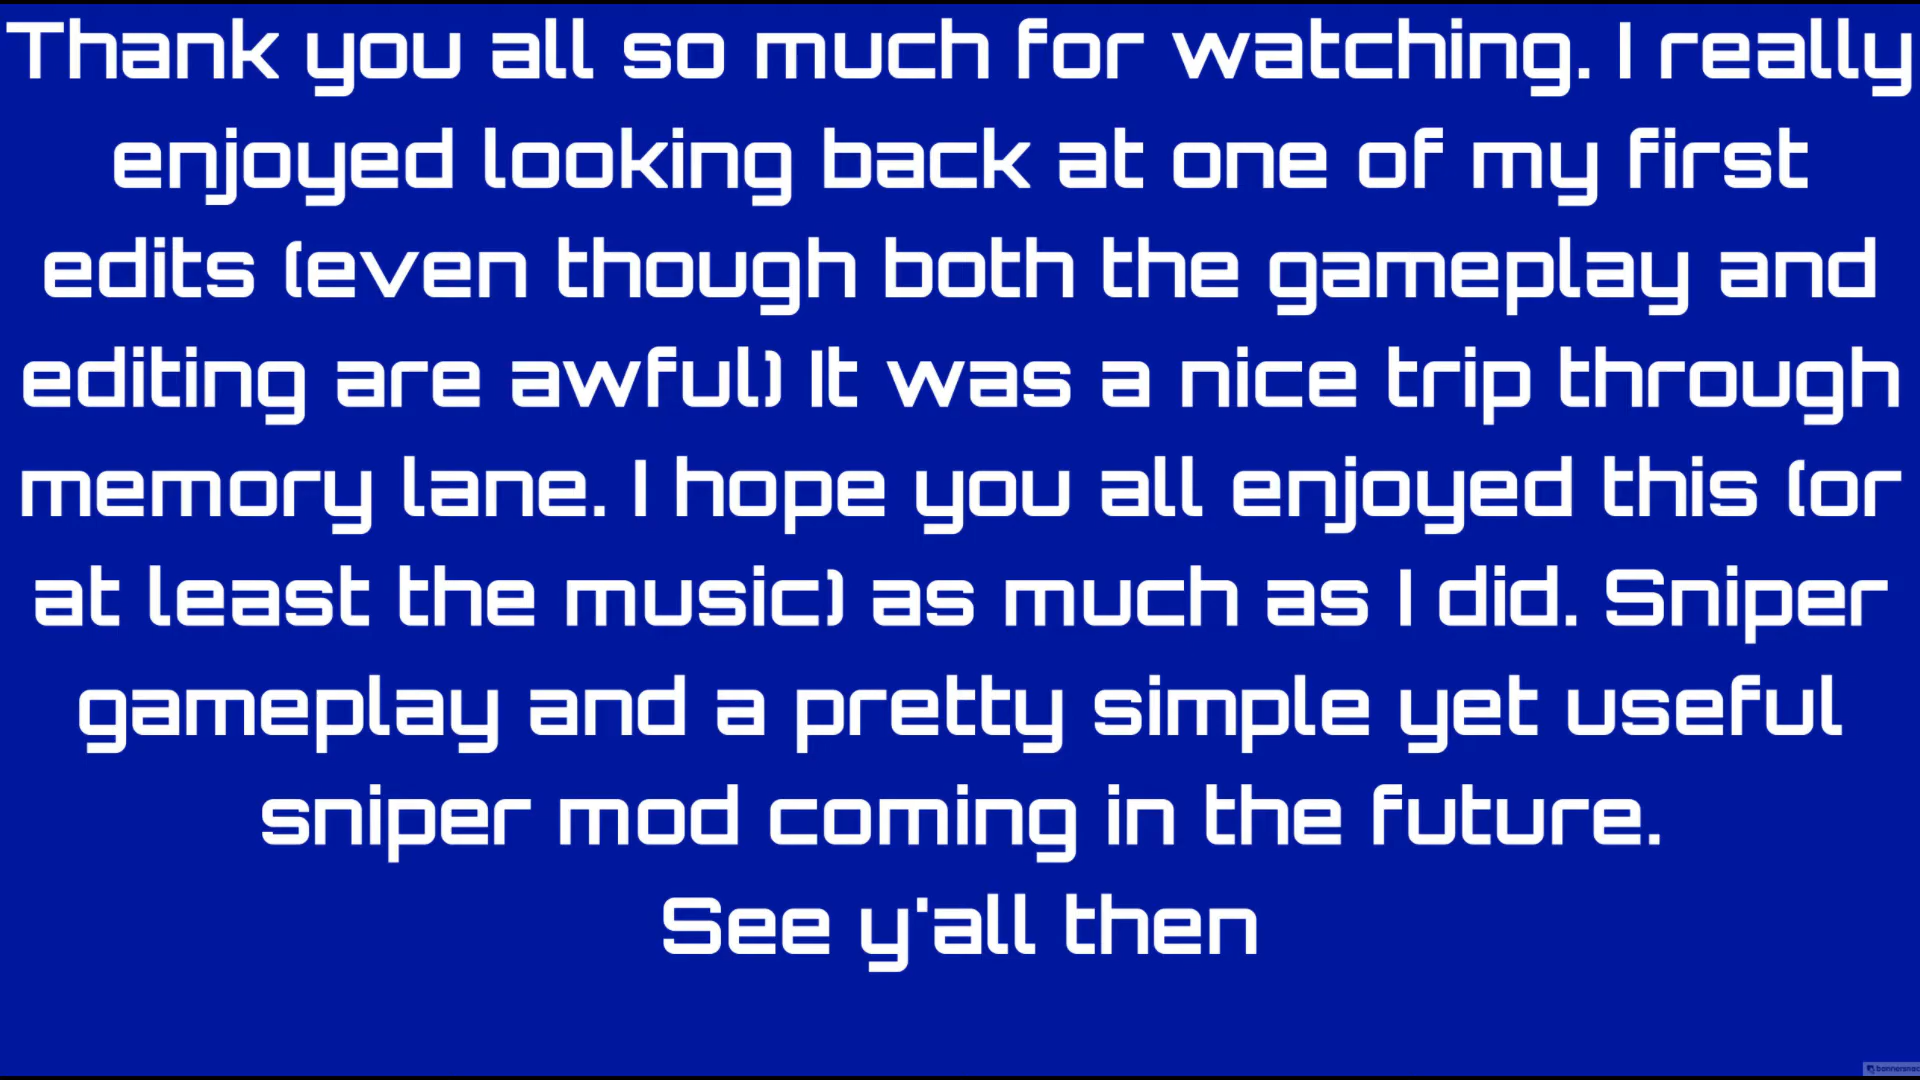 Thank you all so much for watching. I really
enjoyed looking back at one of my first
edits (even though both the gameplay and
editing are awful) It was a nice trip through
memory lane. I hope you all enjoyed this (or
at least the music) as much as I did. Sniper
gameplay and a pretty simple yet useful
sniper mod coming in the future.
See y'all then